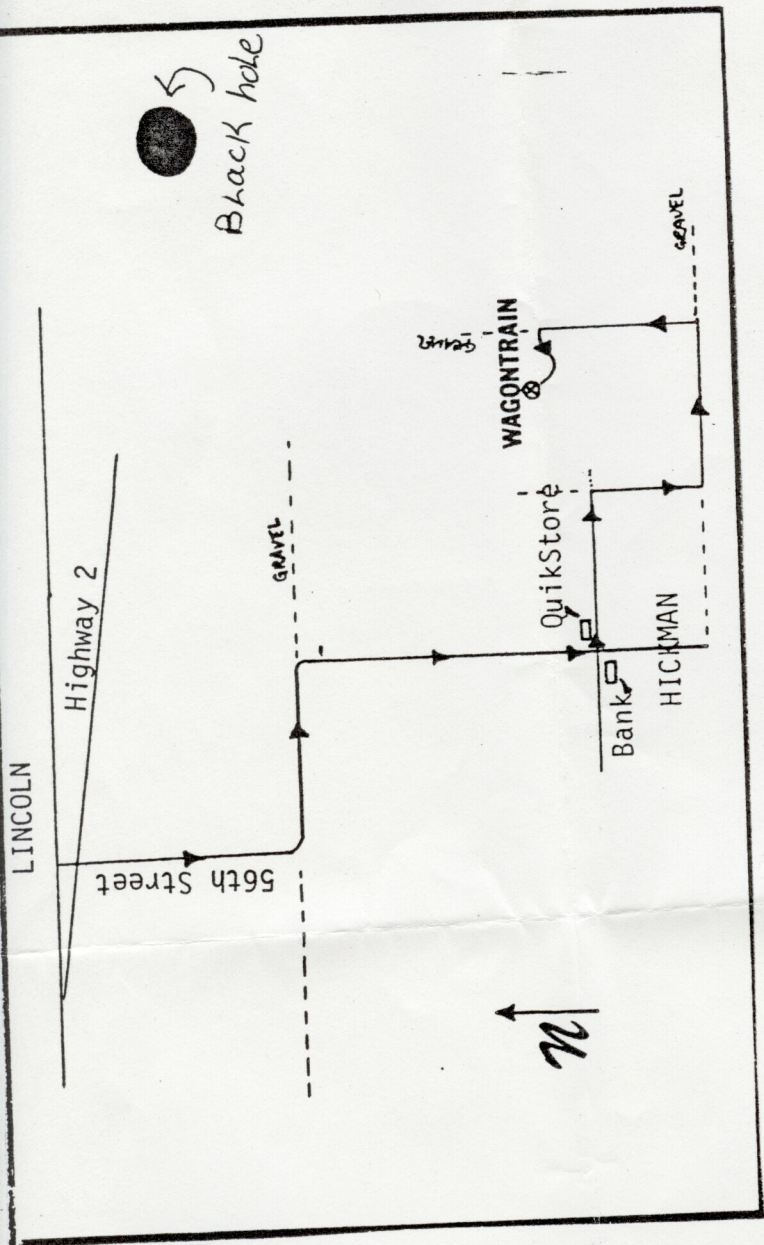 LINCOLN
Highway 2
BLacK hoLe
56th Street
GRAVEL
WAGONTRAIN
GRAVEL
QuikStore
Bank
HICKMAN
n